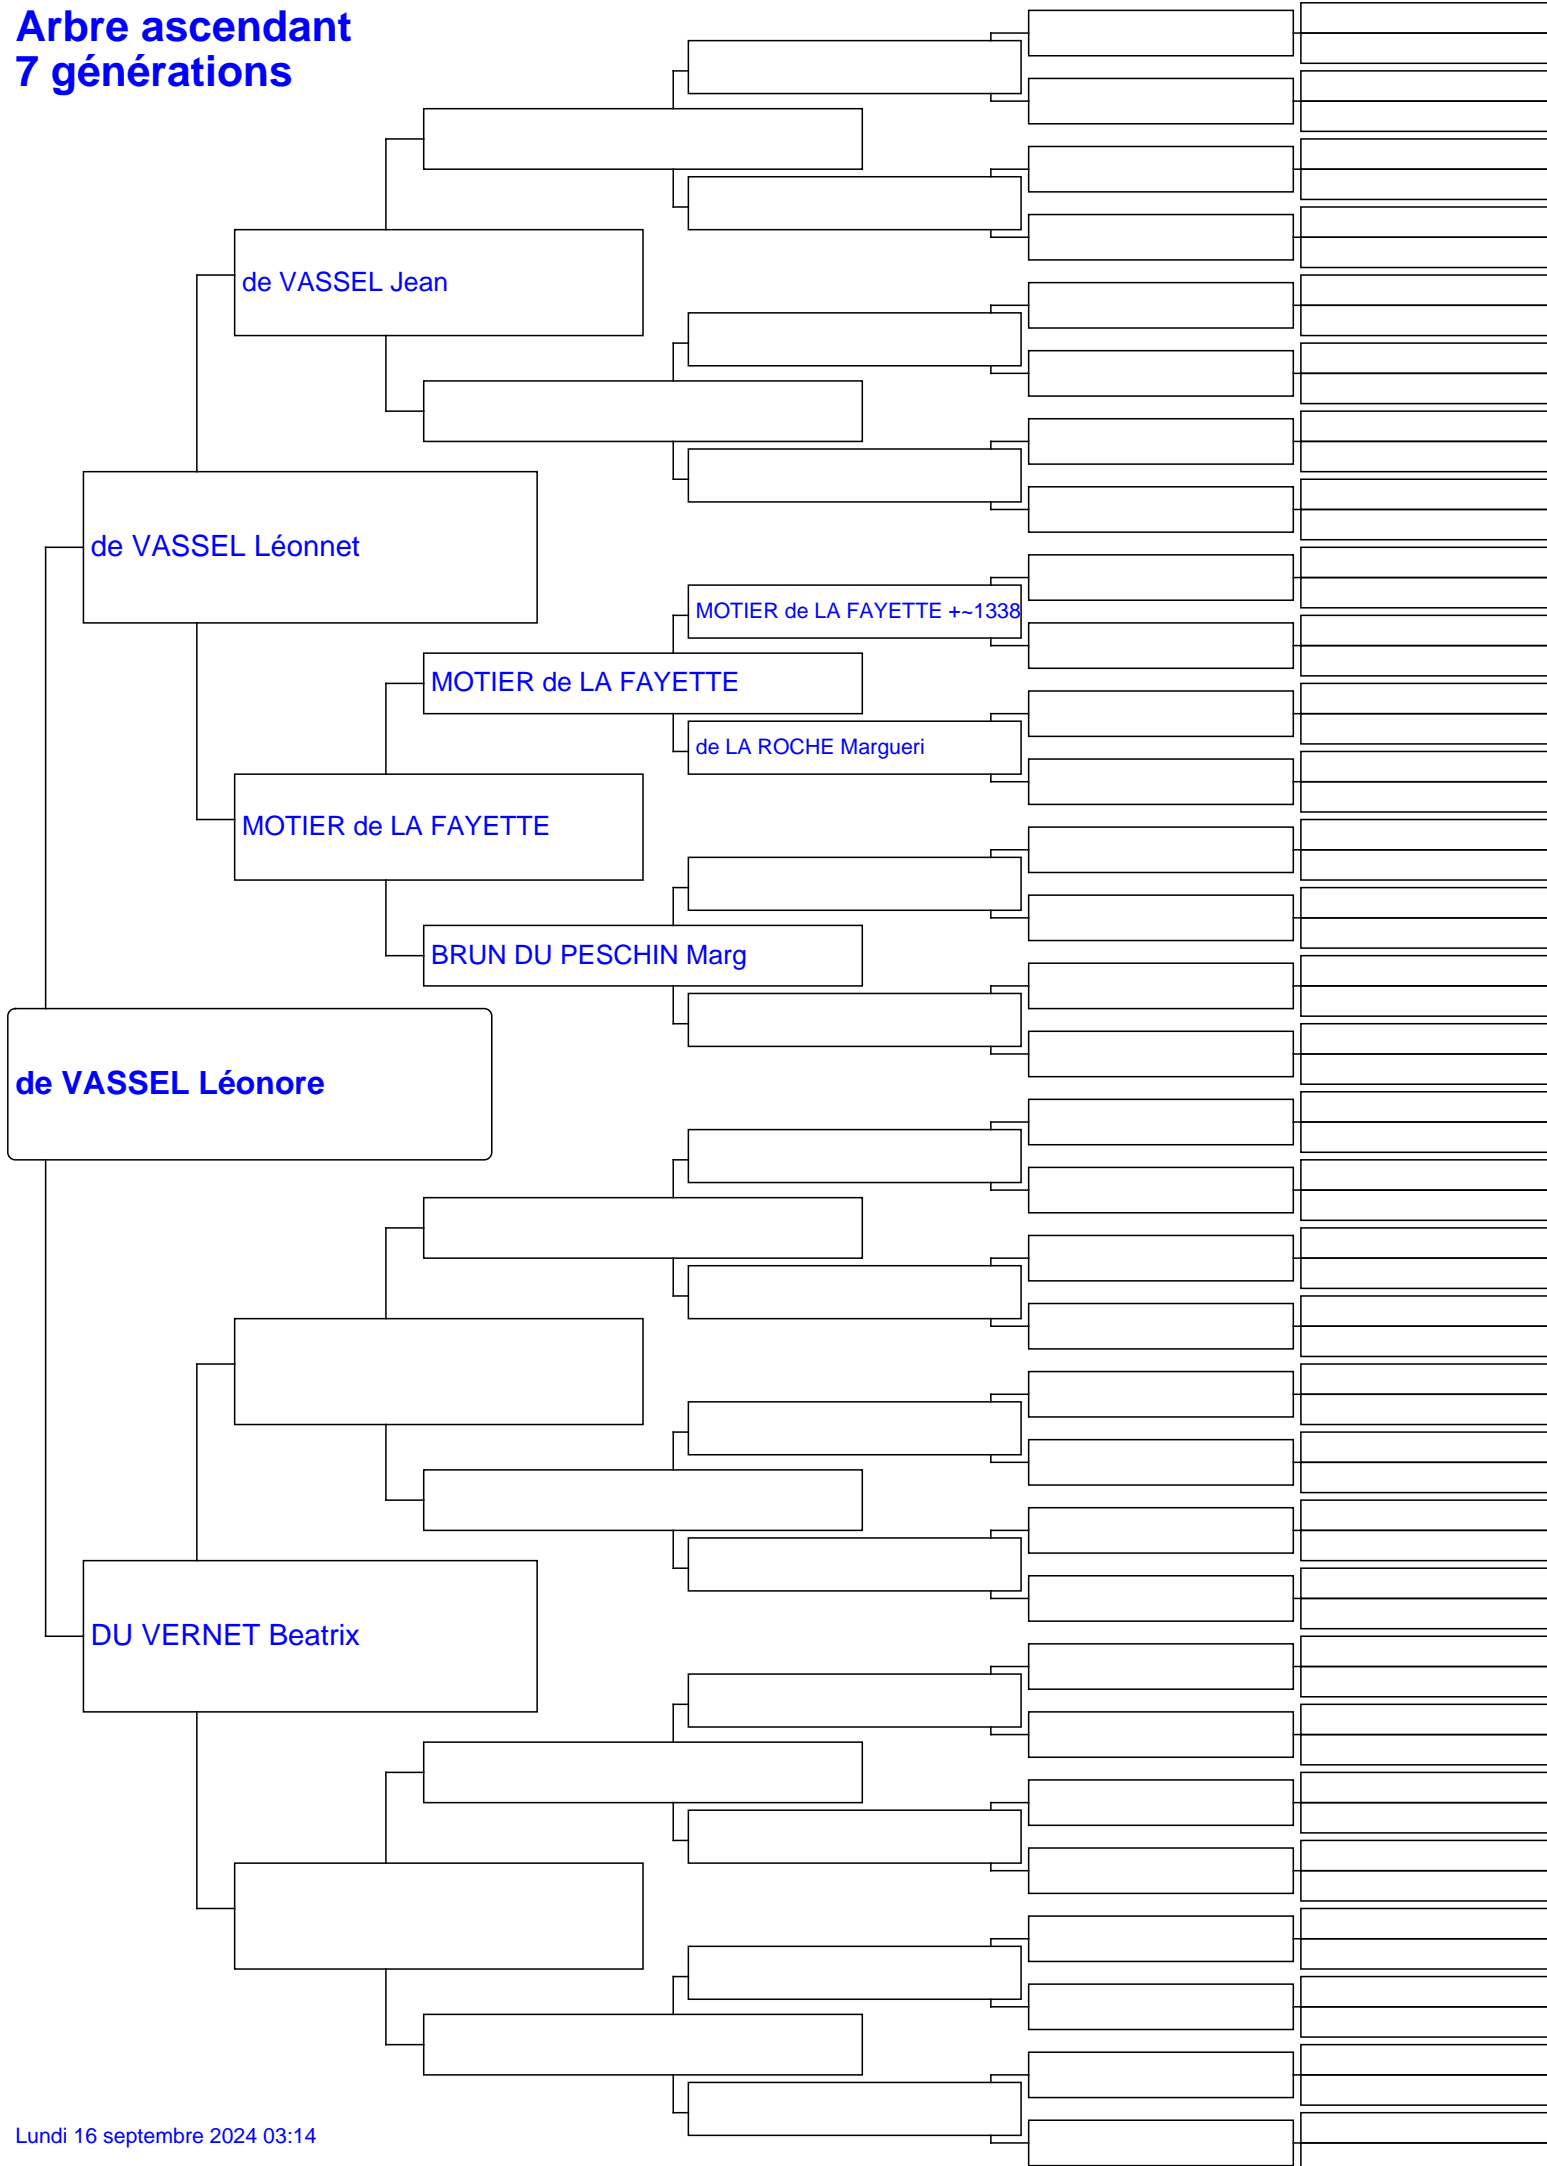 Arbre ascendant
7 générations
de VASSEL Jean
de VASSEL Léonnet
MOTIER de LA FAYETTE +~1338
MOTIER de LA FAYETTE
de LA ROCHE Margueri
MOTIER de LA FAYETTE
BRUN DU PESCHIN Marg
de VASSEL Léonore
DU VERNET Beatrix
Lundi 16 septembre 2024 03:14